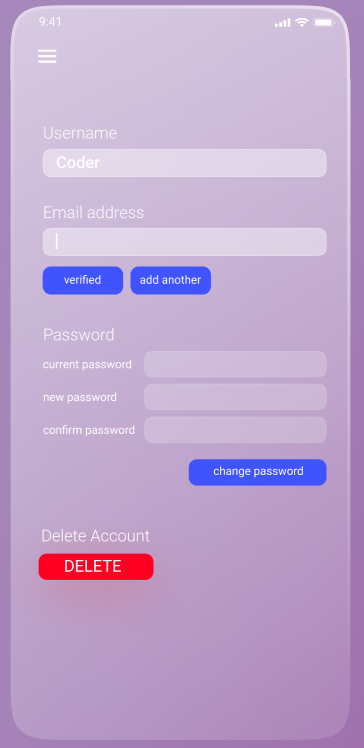 9:41
Username
Coder
Email address
verified
add another
Password
current password
new password
confirm password
change password
Delete Account
DELETE